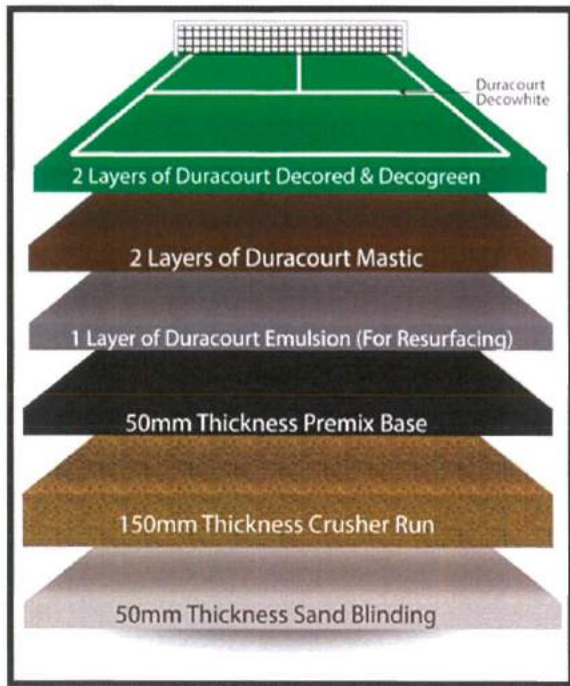 Duracourt
Decowhite
2 Layers of Duracourt Decored & Decogreen
2 Layers of Duracourt Mastic
1 Layer of Duracourt Emulsion (For Resurfacing)
50mm Thickness Premix Base
150mm Thickness Crusher Run
50mm Thickness Sand Blinding